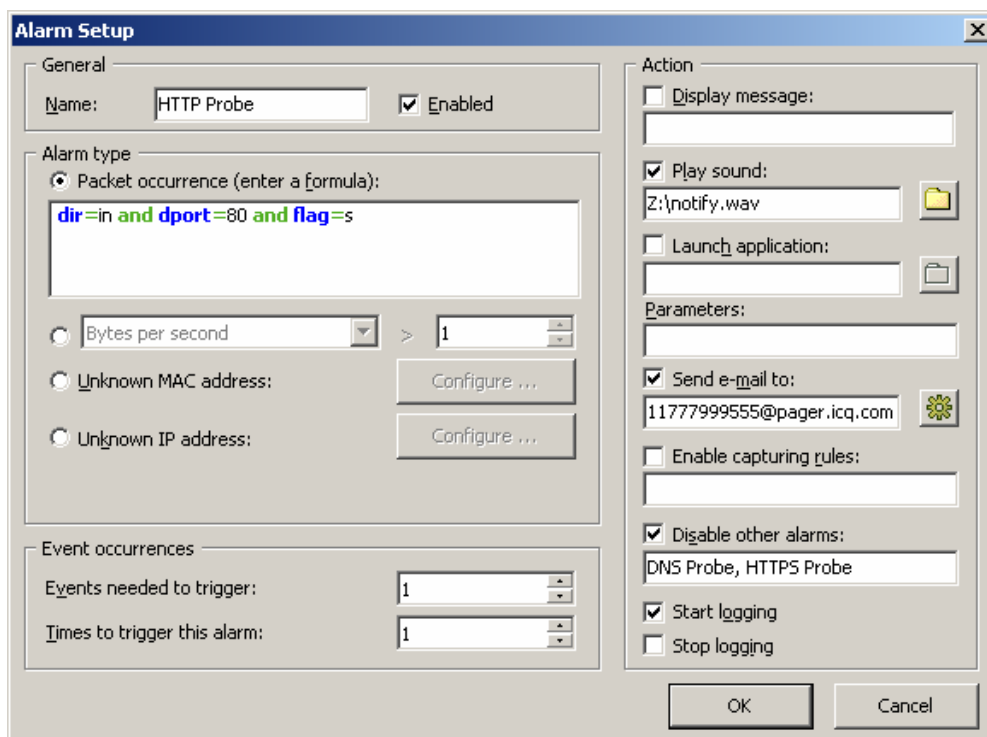 Alarm Setup
General
Name:
HTTP Probe
Enabled
Alarm type
Packet occurrence (enter a formula):
dir=in and dport=80 and flag=s
Bytes per second
>
1
Unknown MAC address:
Configure ...
Unknown IP address:
Configure ...
Event occurrences
Events needed to trigger:
1
Times to trigger this alarm:
1
Action
Display message:
Play sound:
Z:\notify.wav
Launch application:
Parameters:
Send e-mail to:
11777999555@pager.icq.com
Enable capturing rules:
Disable other alarms:
DNS Probe, HTTPS Probe
Start logging
Stop logging
OK
Cancel